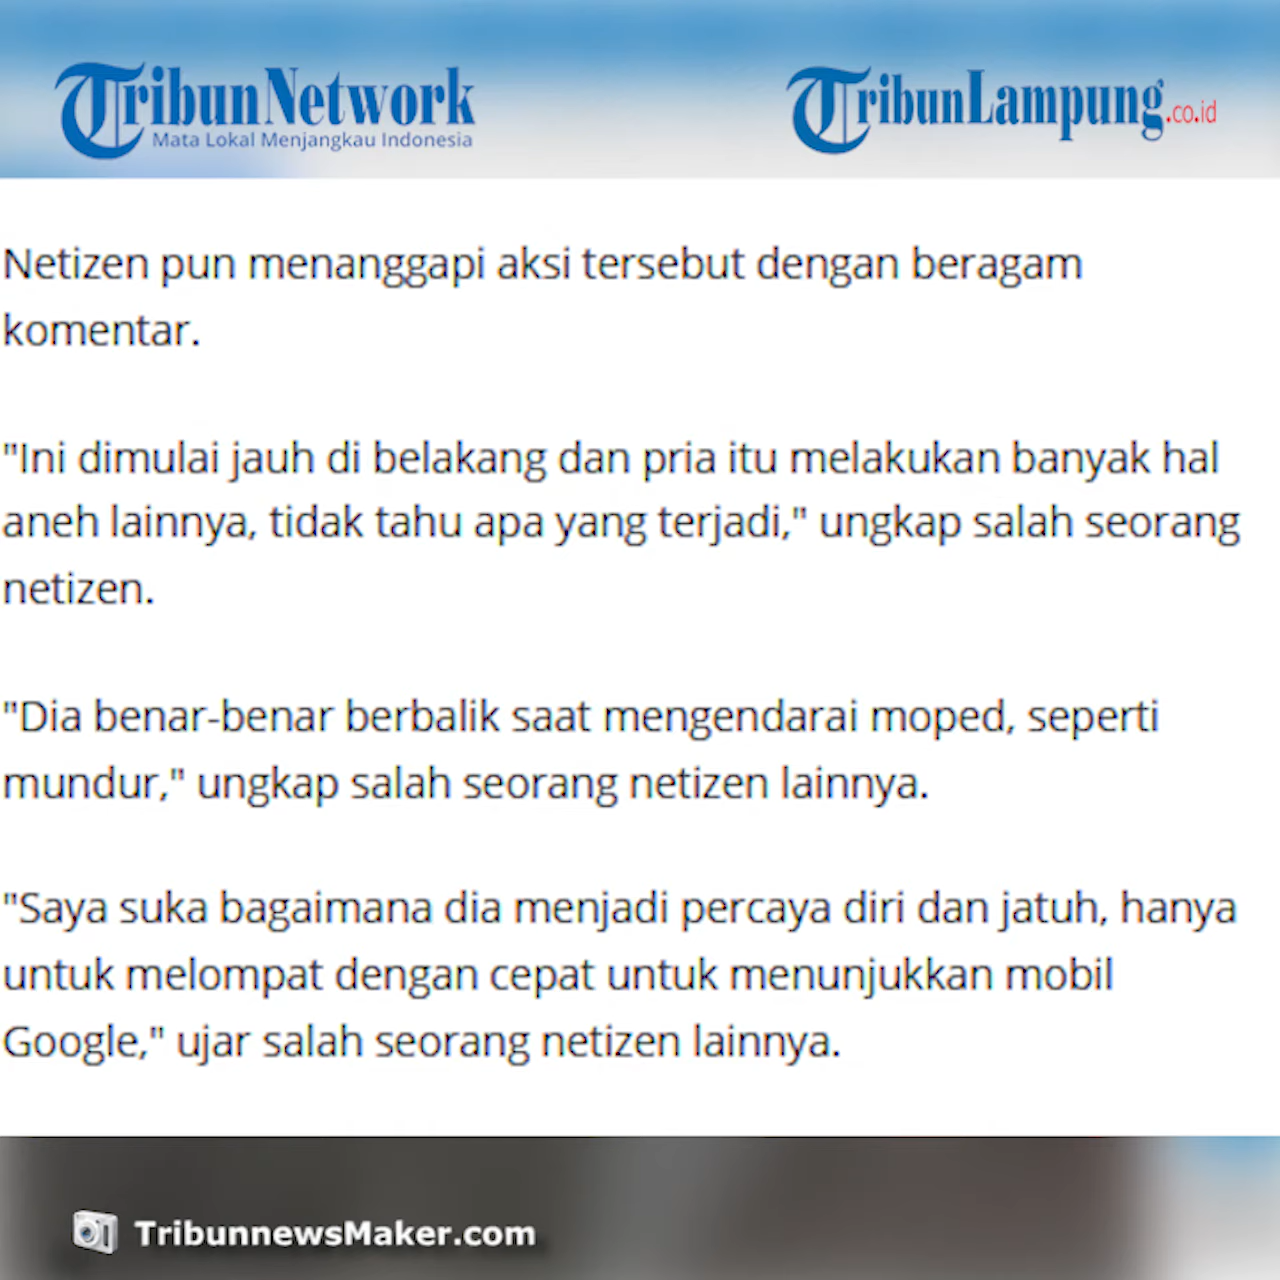 TribunNetwork
Mata Lokal Menjangkau Indonesia
TribunLampung.co.id
Netizen pun menanggapi aksi tersebut dengan beragam
komentar.
"Ini dimulai jauh di belakang dan pria itu melakukan banyak hal
aneh lainnya, tidak tahu apa yang terjadi," ungkap salah seorang
netizen.
"Dia benar-benar berbalik saat mengendarai moped, seperti
mundur," ungkap salah seorang netizen lainnya.
"Saya suka bagaimana dia menjadi percaya diri dan jatuh, hanya
untuk melompat dengan cepat untuk menunjukkan mobil
Google," ujar salah seorang netizen lainnya.
TribunnewsMaker.com